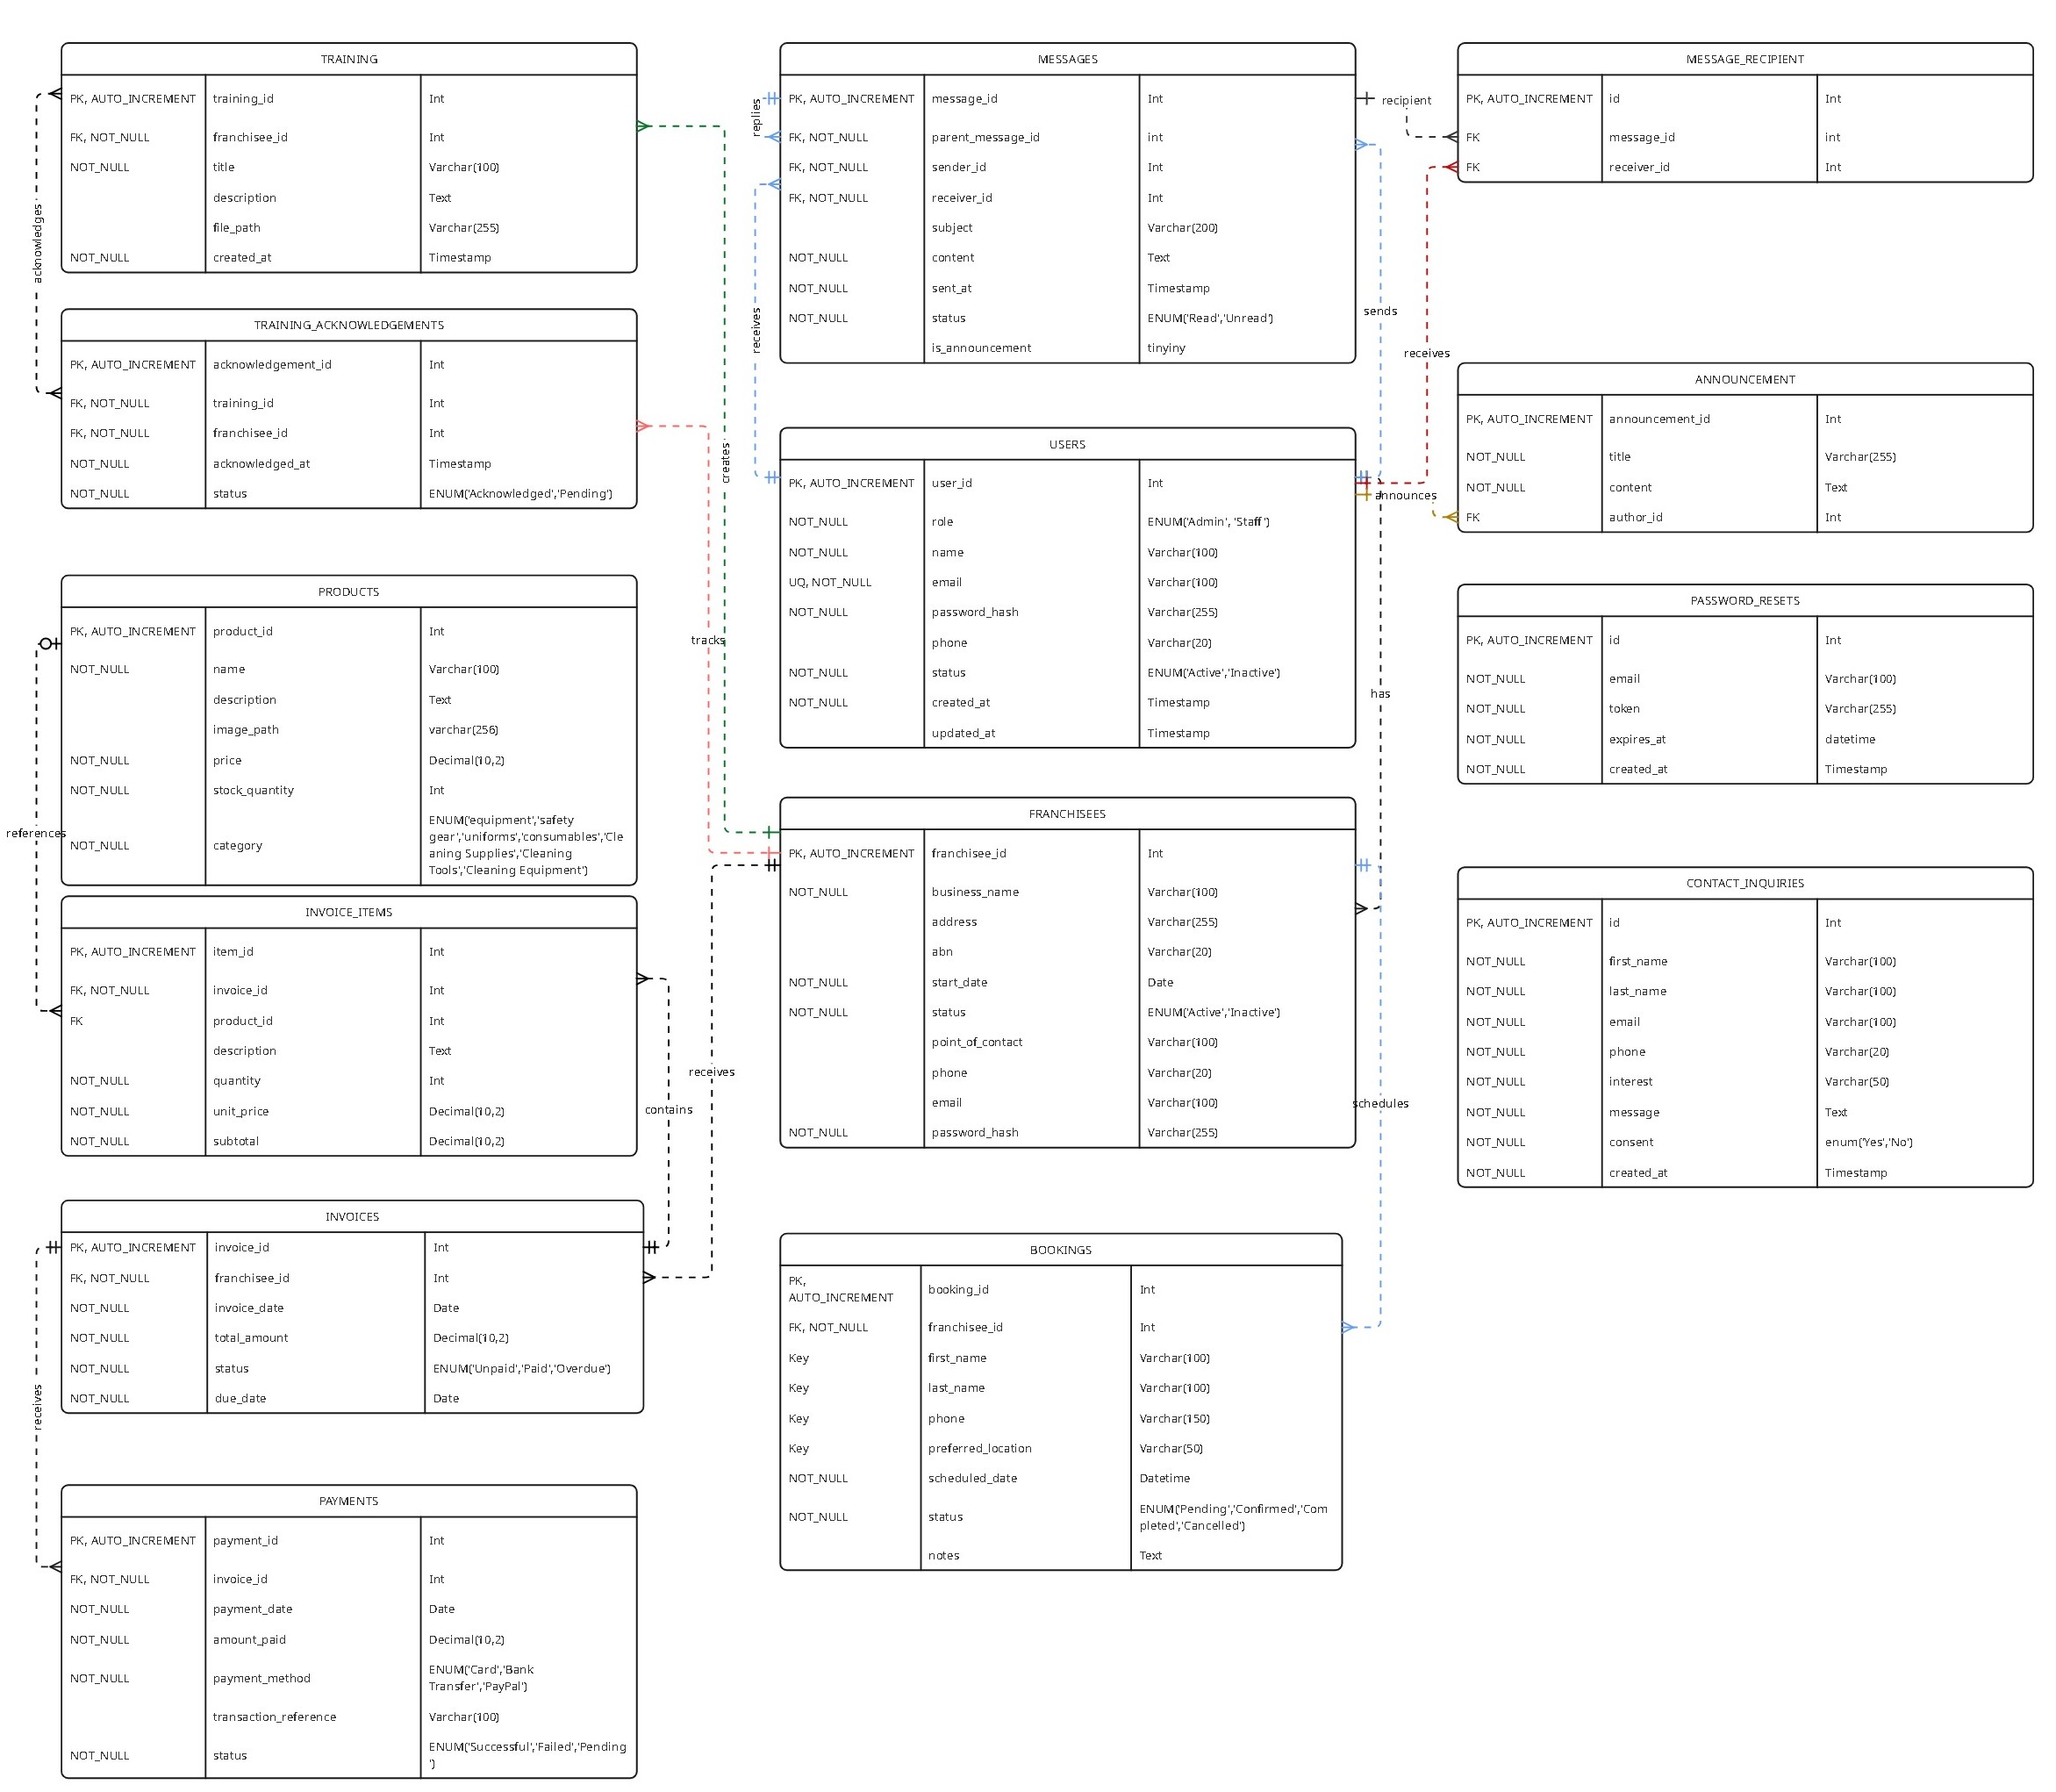 TRAINING
PK, AUTO_INCREMENT training_id Int
FK, NOT_NULL franchisee_id Int
NOT_NULL title Varchar(100)
description Text
file_path Varchar(255)
NOT_NULL created_at Timestamp
acknowledges
TRAINING_ACKNOWLEDGEMENTS
PK, AUTO_INCREMENT acknowledgement_id Int
FK, NOT_NULL training_id Int
FK, NOT_NULL franchisee_id Int
NOT_NULL acknowledged_at Timestamp
NOT_NULL status ENUM('Acknowledged','Pending')
PRODUCTS
PK, AUTO_INCREMENT product_id Int
NOT_NULL name Varchar(100)
description Text
image_path varchar(256)
NOT_NULL price Decimal(10,2)
NOT_NULL stock_quantity Int
NOT_NULL category ENUM('equipment','safety
gear','uniforms','consumables','Cle
aning Supplies','Cleaning
Tools','Cleaning Equipment')
references
INVOICE_ITEMS
PK, AUTO_INCREMENT item_id Int
FK, NOT_NULL invoice_id Int
FK product_id Int
description Text
NOT_NULL quantity Int
NOT_NULL unit_price Decimal(10,2)
NOT_NULL subtotal Decimal(10,2)
contains
INVOICES
PK, AUTO_INCREMENT invoice_id Int
FK, NOT_NULL franchisee_id Int
NOT_NULL invoice_date Date
NOT_NULL total_amount Decimal(10,2)
NOT_NULL status ENUM('Unpaid','Paid','Overdue')
NOT_NULL due_date Date
receives
PAYMENTS
PK, AUTO_INCREMENT payment_id Int
FK, NOT_NULL invoice_id Int
NOT_NULL payment_date Date
NOT_NULL amount_paid Decimal(10,2)
NOT_NULL payment_method ENUM('Card','Bank
Transfer','PayPal')
transaction_reference Varchar(100)
NOT_NULL status ENUM('Successful','Failed','Pending
')
creates
tracks
receives
MESSAGES
PK, AUTO_INCREMENT message_id Int
FK, NOT_NULL parent_message_id int
FK, NOT_NULL sender_id Int
FK, NOT_NULL receiver_id Int
subject Varchar(200)
NOT_NULL content Text
NOT_NULL sent_at Timestamp
NOT_NULL status ENUM('Read','Unread')
is_announcement tinyiny
replies
receives
sends
USERS
PK, AUTO_INCREMENT user_id Int
NOT_NULL role ENUM('Admin', 'Staff')
NOT_NULL name Varchar(100)
UQ, NOT_NULL email Varchar(100)
NOT_NULL password_hash Varchar(255)
phone Varchar(20)
NOT_NULL status ENUM('Active','Inactive')
NOT_NULL created_at Timestamp
updated_at Timestamp
has
FRANCHISEES
PK, AUTO_INCREMENT franchisee_id Int
NOT_NULL business_name Varchar(100)
address Varchar(255)
abn Varchar(20)
NOT_NULL start_date Date
NOT_NULL status ENUM('Active','Inactive')
point_of_contact Varchar(100)
phone Varchar(20)
email Varchar(100)
NOT_NULL password_hash Varchar(255)
schedules
BOOKINGS
PK,
AUTO_INCREMENT booking_id Int
FK, NOT_NULL franchisee_id Int
Key first_name Varchar(100)
Key last_name Varchar(100)
Key phone Varchar(150)
Key preferred_location Varchar(50)
NOT_NULL scheduled_date Datetime
NOT_NULL status ENUM('Pending','Confirmed','Com
pleted','Cancelled')
notes Text
recipient
MESSAGE_RECIPIENT
PK, AUTO_INCREMENT id Int
FK message_id int
FK receiver_id Int
receives
announces
ANNOUNCEMENT
PK, AUTO_INCREMENT announcement_id Int
NOT_NULL title Varchar(255)
NOT_NULL content Text
FK author_id Int
PASSWORD_RESETS
PK, AUTO_INCREMENT id Int
NOT_NULL email Varchar(100)
NOT_NULL token Varchar(255)
NOT_NULL expires_at datetime
NOT_NULL created_at Timestamp
CONTACT_INQUIRIES
PK, AUTO_INCREMENT id Int
NOT_NULL first_name Varchar(100)
NOT_NULL last_name Varchar(100)
NOT_NULL email Varchar(100)
NOT_NULL phone Varchar(20)
NOT_NULL interest Varchar(50)
NOT_NULL message Text
NOT_NULL consent enum('Yes','No')
NOT_NULL created_at Timestamp